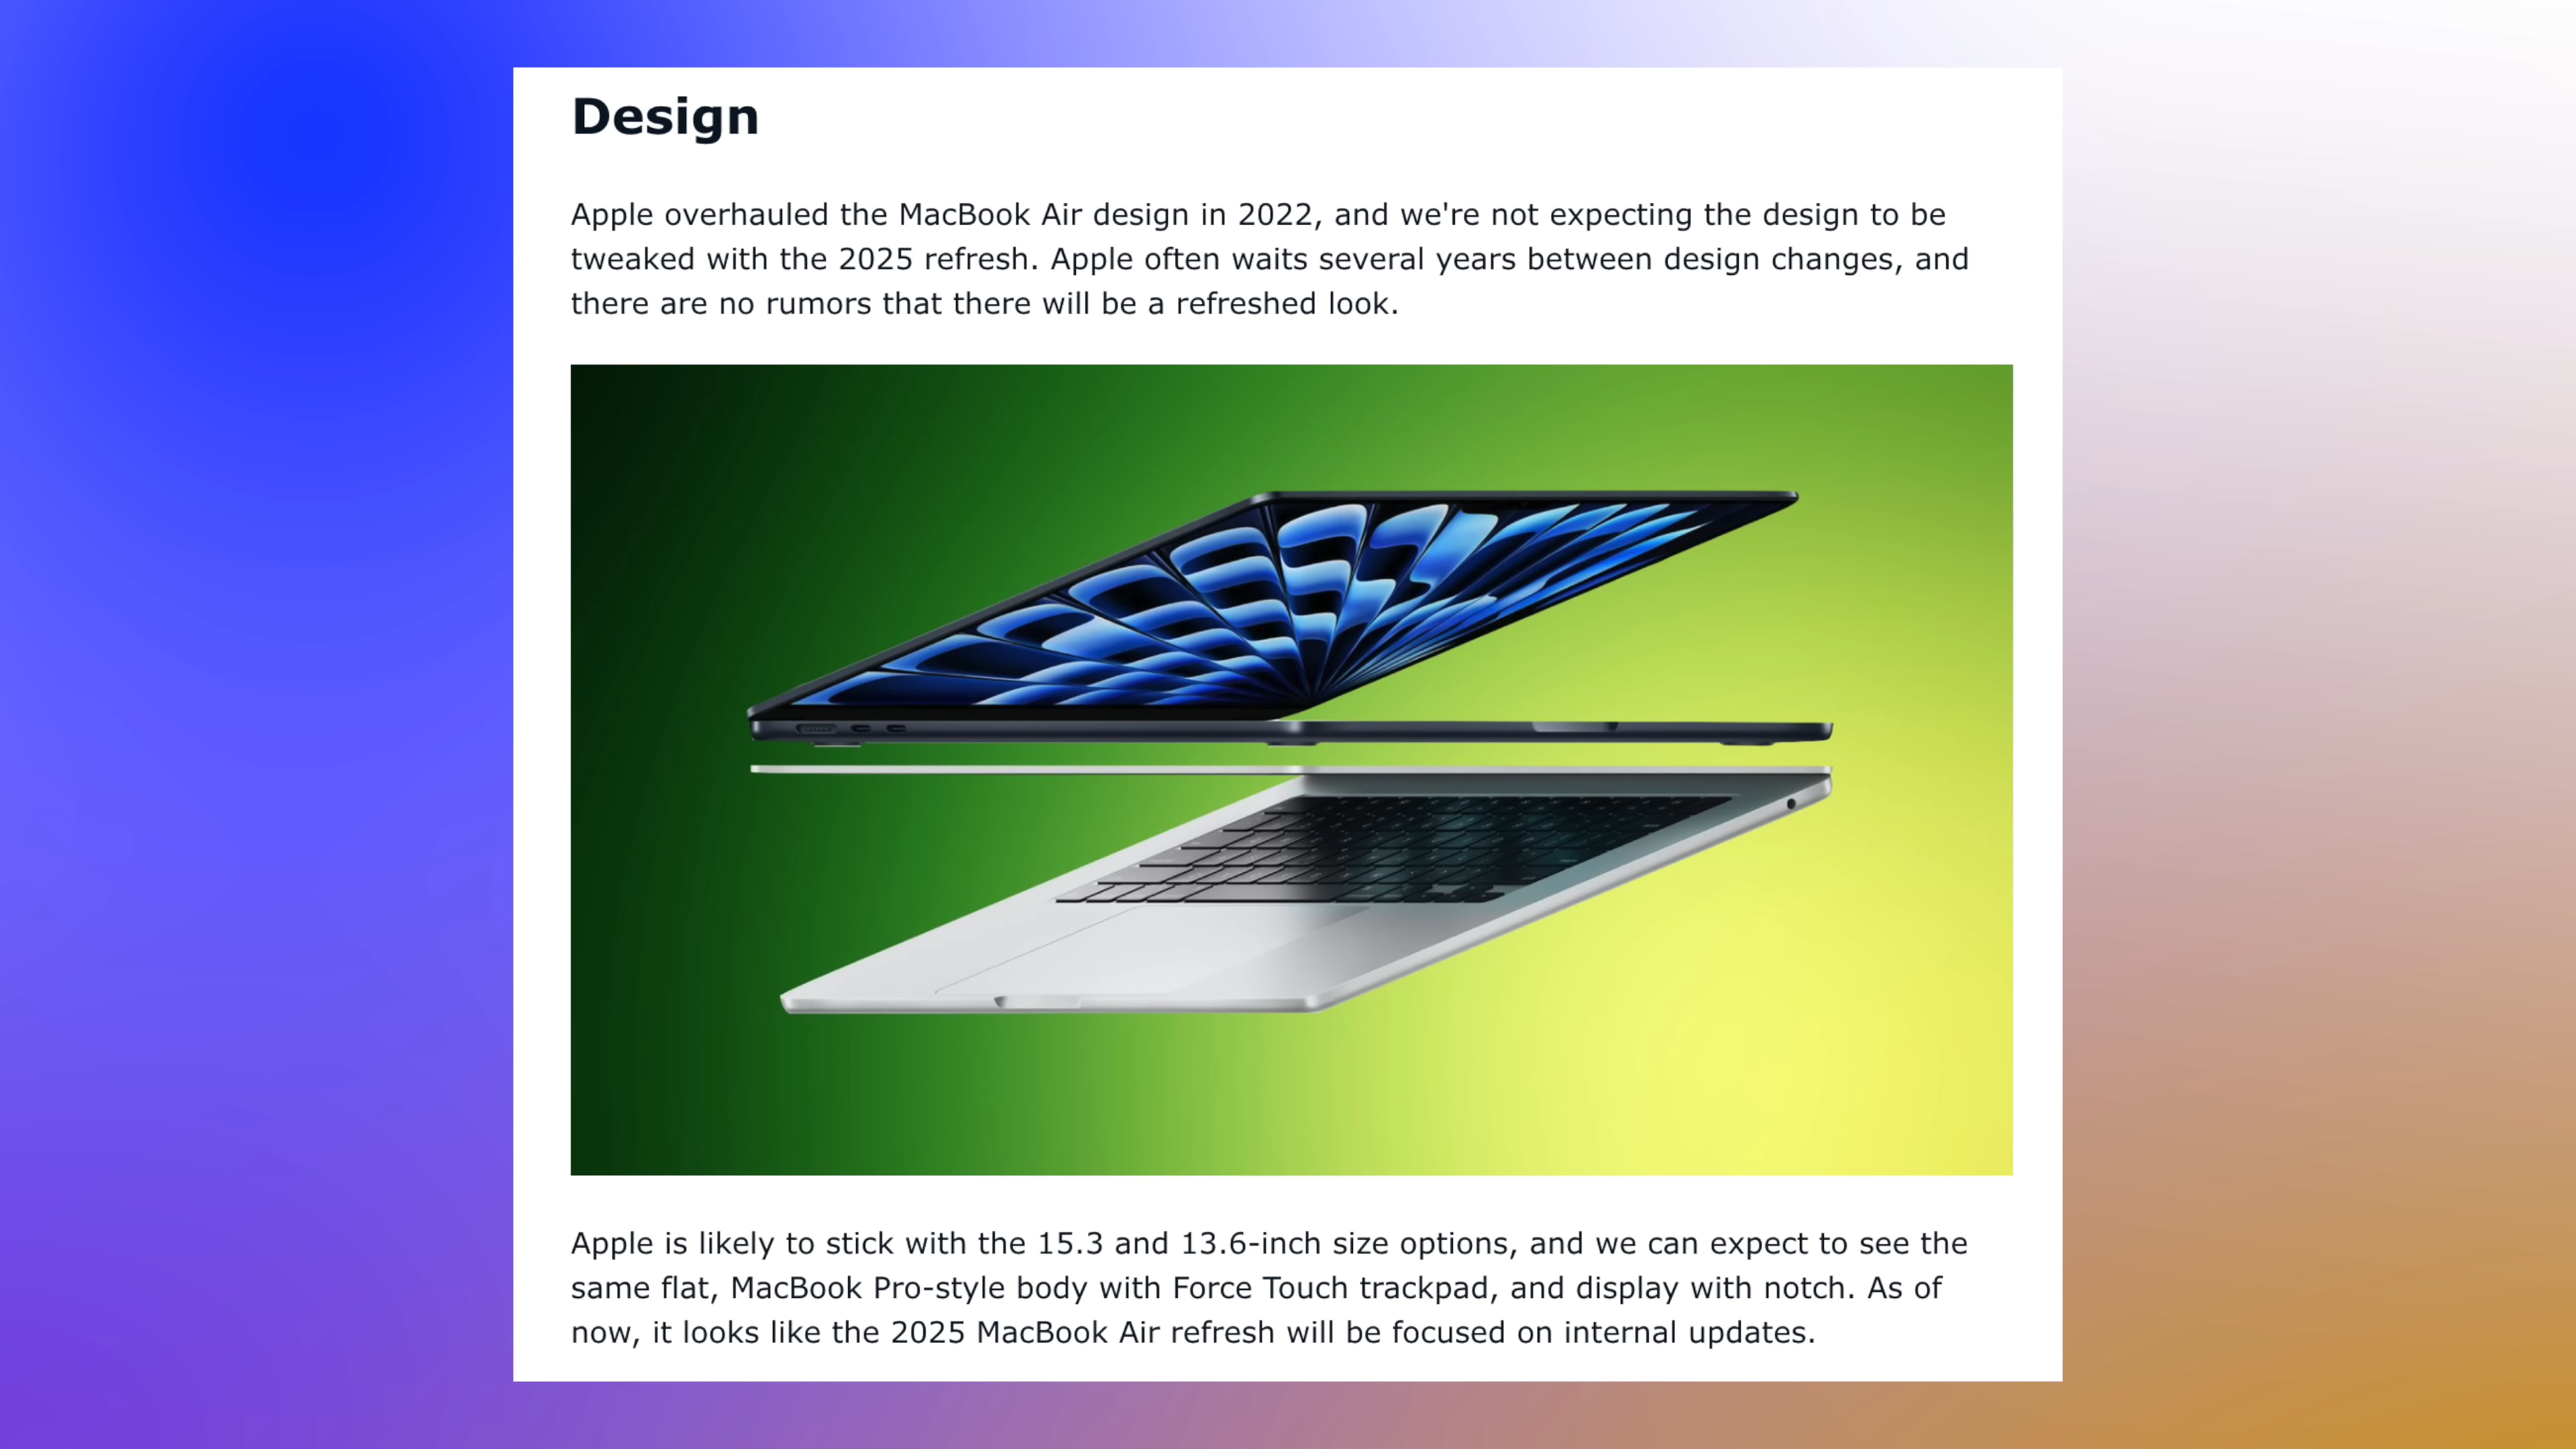 Design
Apple overhauled the MacBook Air design in 2022, and we're not expecting the design to be
tweaked with the 2025 refresh. Apple often waits several years between design changes, and
there are no rumors that there will be a refreshed look.
Apple is likely to stick with the 15.3 and 13.6-inch size options, and we can expect to see the
same flat, MacBook Pro-style body with Force Touch trackpad, and display with notch. As of
now, it looks like the 2025 MacBook Air refresh will be focused on internal updates.